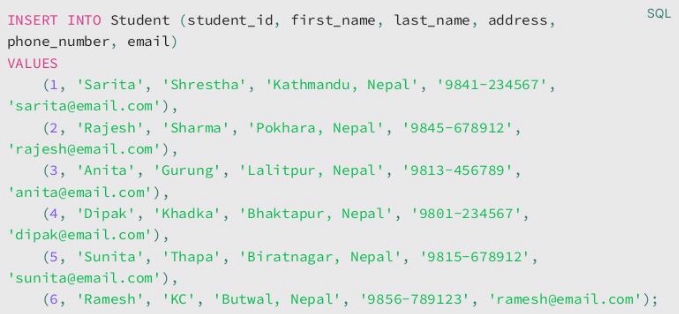 SQL
INSERT INTO Student (student_id, first_name, last_name, address,
phone_number, email)
VALUES
    (1, 'Sarita', 'Shrestha', 'Kathmandu, Nepal', '9841-234567',
'sarita@email.com'),
    (2, 'Rajesh', 'Sharma', 'Pokhara, Nepal', '9845-678912',
'rajesh@email.com'),
    (3, 'Anita', 'Gurung', 'Lalitpur, Nepal', '9813-456789',
'anita@email.com'),
    (4, 'Dipak', 'Khadka', 'Bhaktapur, Nepal', '9801-234567',
'dipak@email.com'),
    (5, 'Sunita', 'Thapa', 'Biratnagar, Nepal', '9815-678912',
'sunita@email.com'),
    (6, 'Ramesh', 'KC', 'Butwal, Nepal', '9856-789123', 'ramesh@email.com');